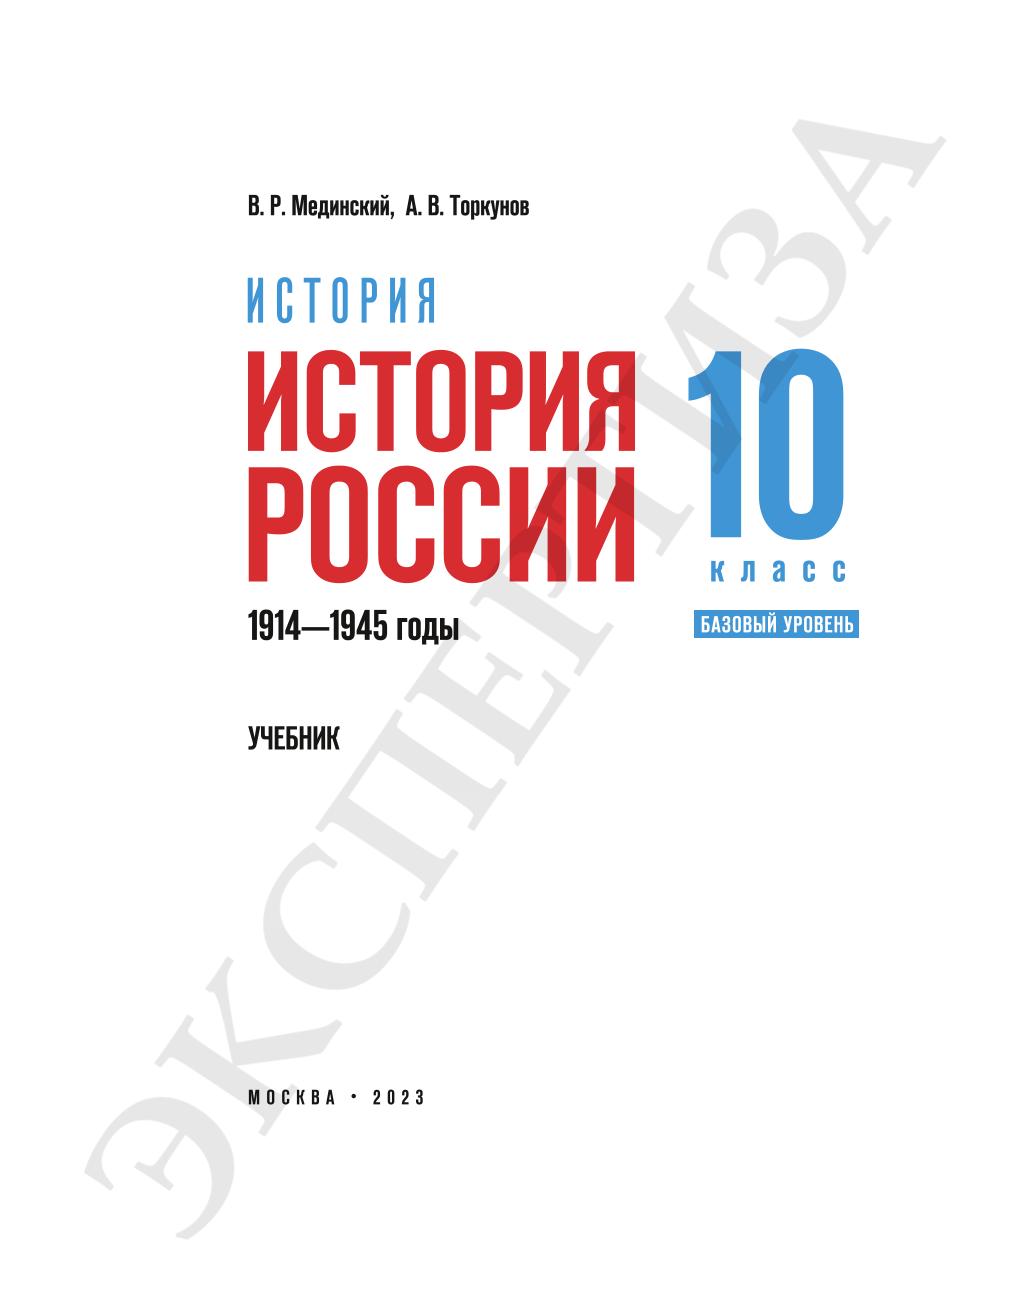 В. Р. Мединский, А. В. Торкунов
ИСТОРИЯ
ИСТОРИЯ
РОССИИ
1914—1945 годы
10
класс
БАЗОВЫЙ УРОВЕНЬ
УЧЕБНИК
МОСКВА • 2023
ЭКСПЕРТИЗА